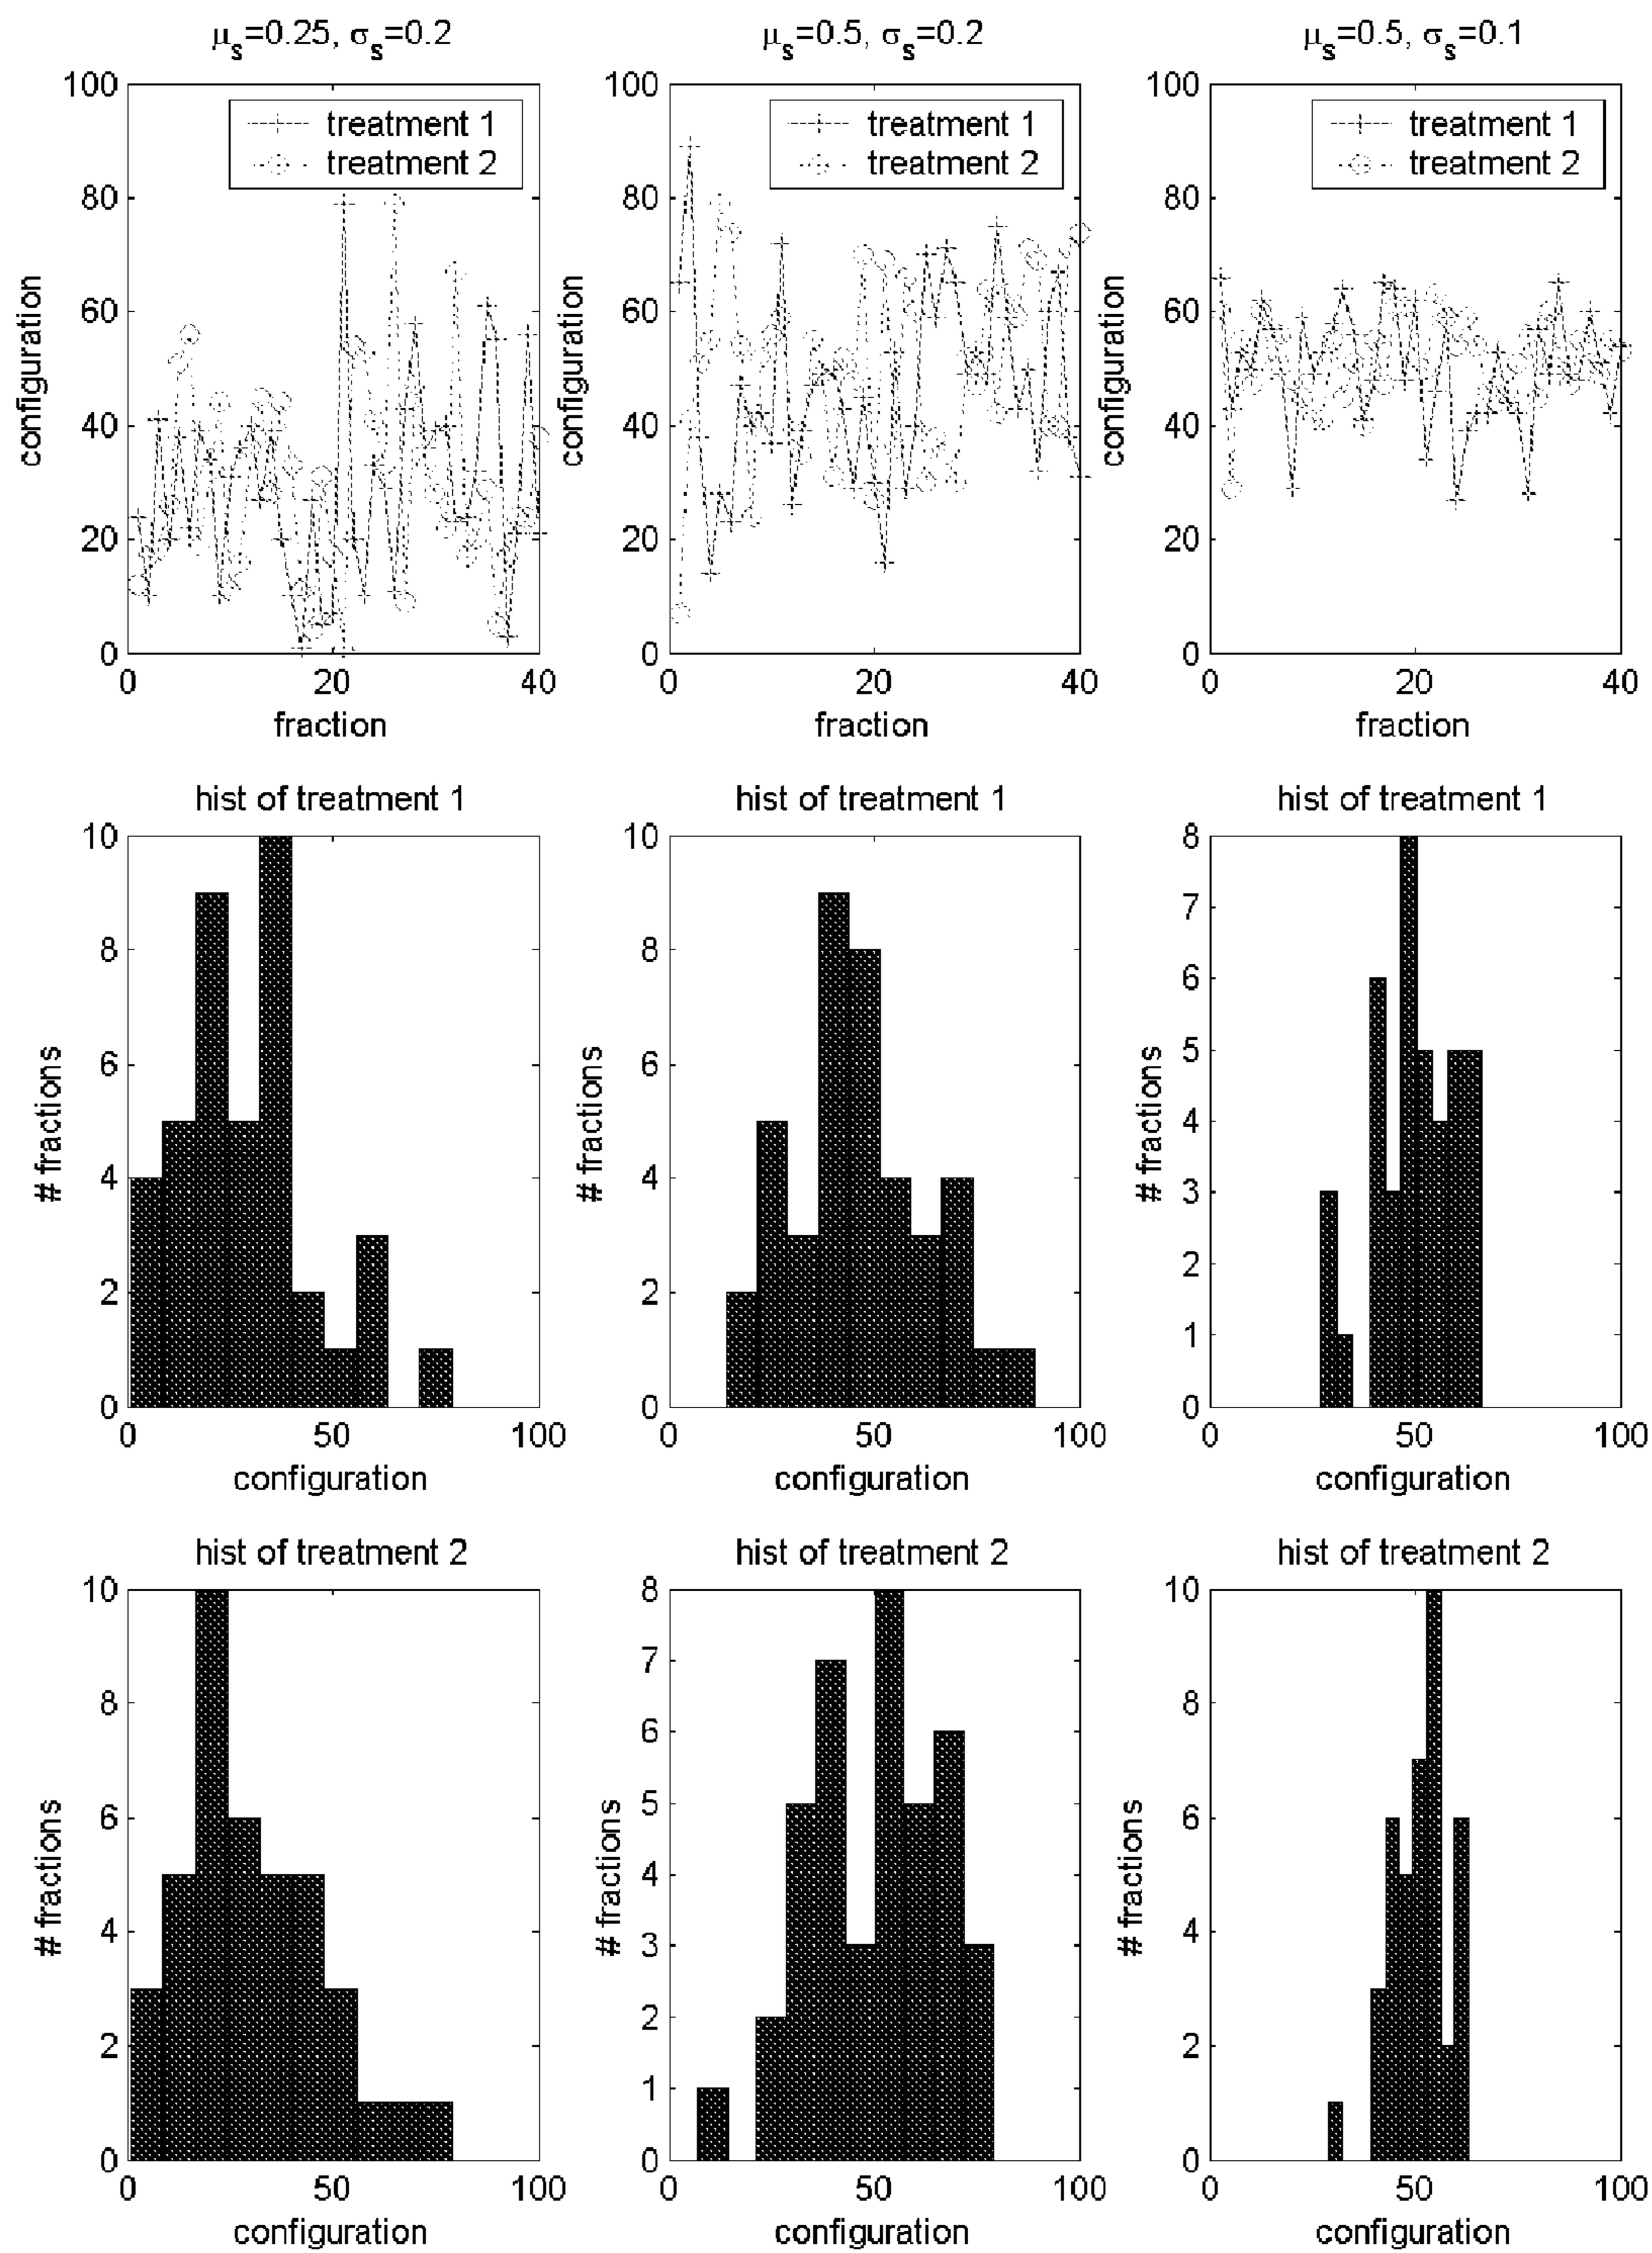 μs=0.25, σs=0.2
μs=0.5, σs=0.2
μs=0.5, σs=0.1
100
80
60
40
20
0
configuration
treatment 1
treatment 2
0 20 40
fraction
100
80
60
40
20
0
configuration
treatment 1
treatment 2
0 20 40
fraction
100
80
60
40
20
0
configuration
treatment 1
treatment 2
0 20 40
fraction
hist of treatment 1
10
8
6
4
2
0
# fractions
0 50 100
configuration
hist of treatment 1
10
8
6
4
2
0
# fractions
0 50 100
configuration
hist of treatment 1
8
7
6
5
4
3
2
1
0
# fractions
0 50 100
configuration
hist of treatment 2
10
8
6
4
2
0
# fractions
0 50 100
configuration
hist of treatment 2
8
7
6
5
4
3
2
1
0
# fractions
0 50 100
configuration
hist of treatment 2
10
8
6
4
2
0
# fractions
0 50 100
configuration